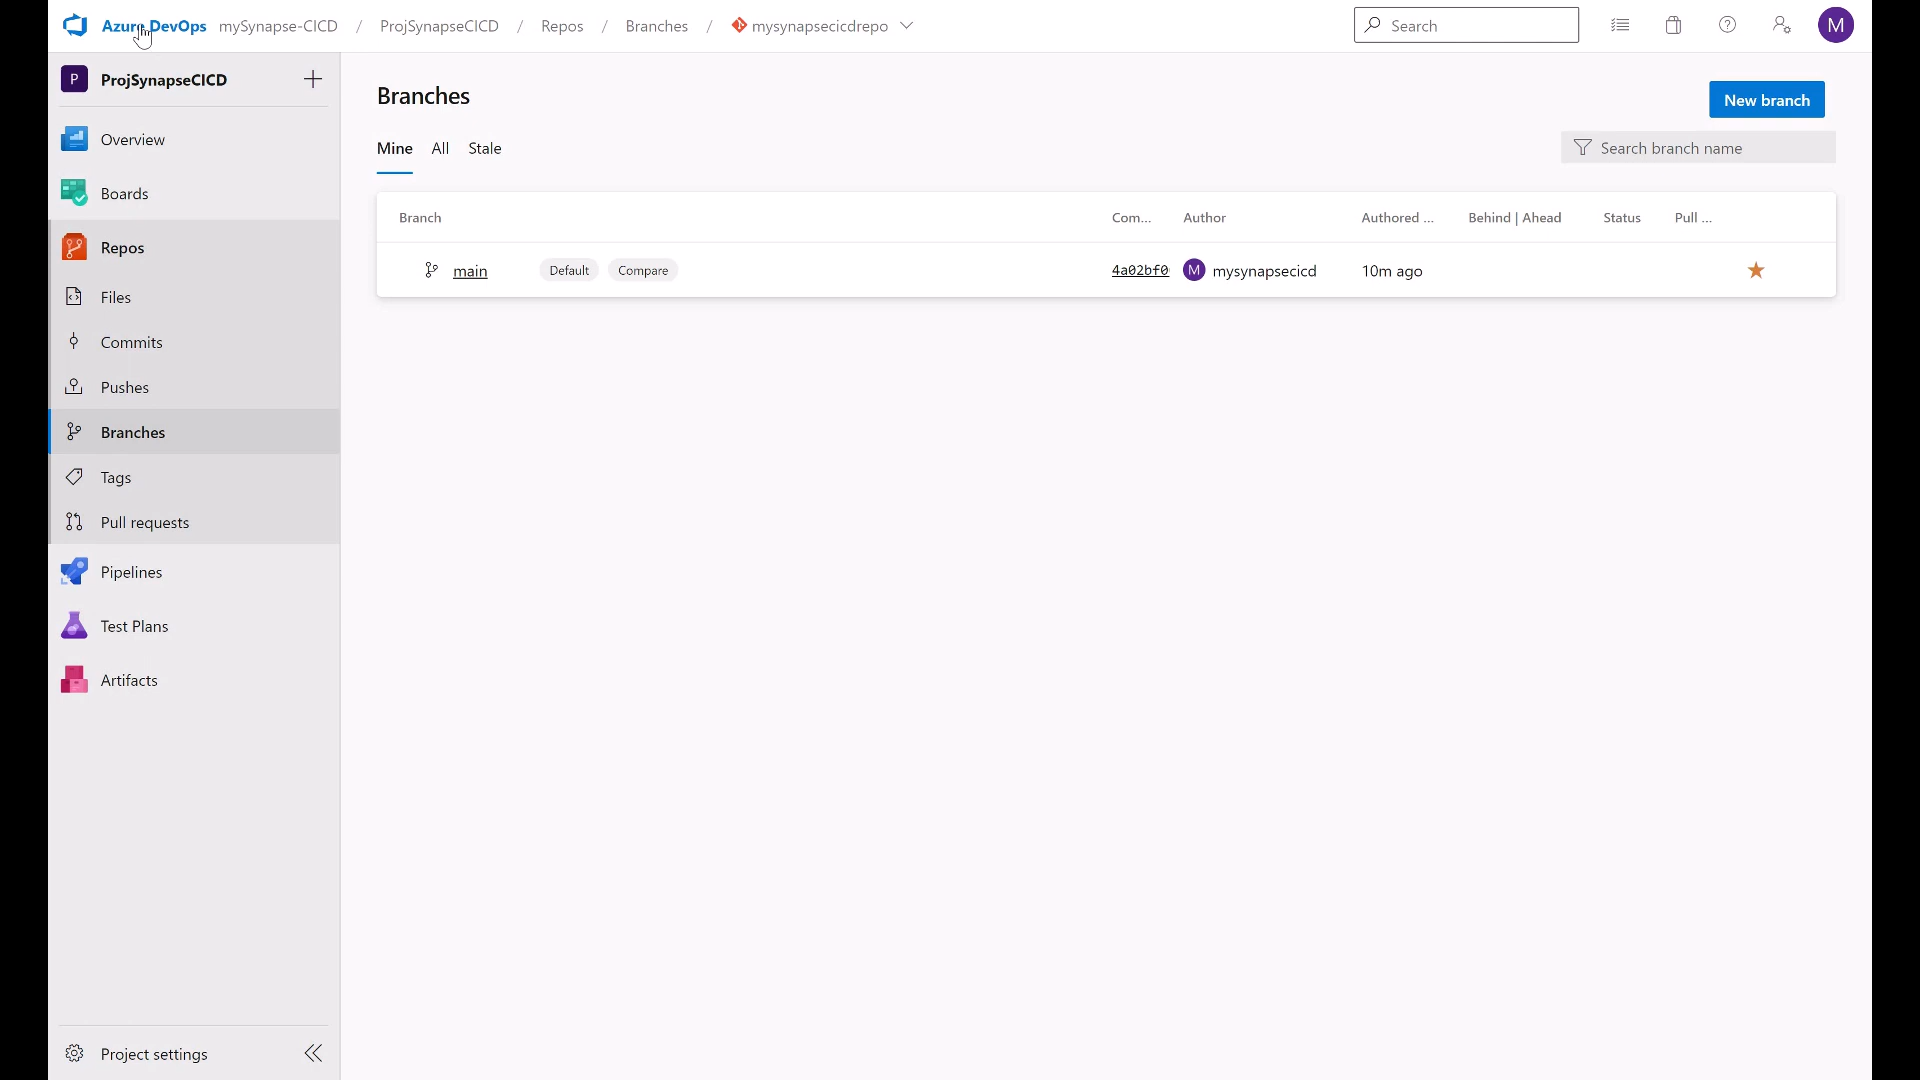 Azure DevOps mySynapse-CICD / ProjSynapseCICD / Repos / Branches / mysynapsecicdrepo
Search
M
P ProjSynapseCICD
Overview
Boards
Repos
Files
Commits
Pushes
Branches
Tags
Pull requests
Pipelines
Test Plans
Artifacts
Project settings
Branches
New branch
Mine All Stale
Search branch name
Branch Com... Author Authored ... Behind | Ahead Status Pull ...
main Default Compare 4a02bf0 M mysynapsecicd 10m ago